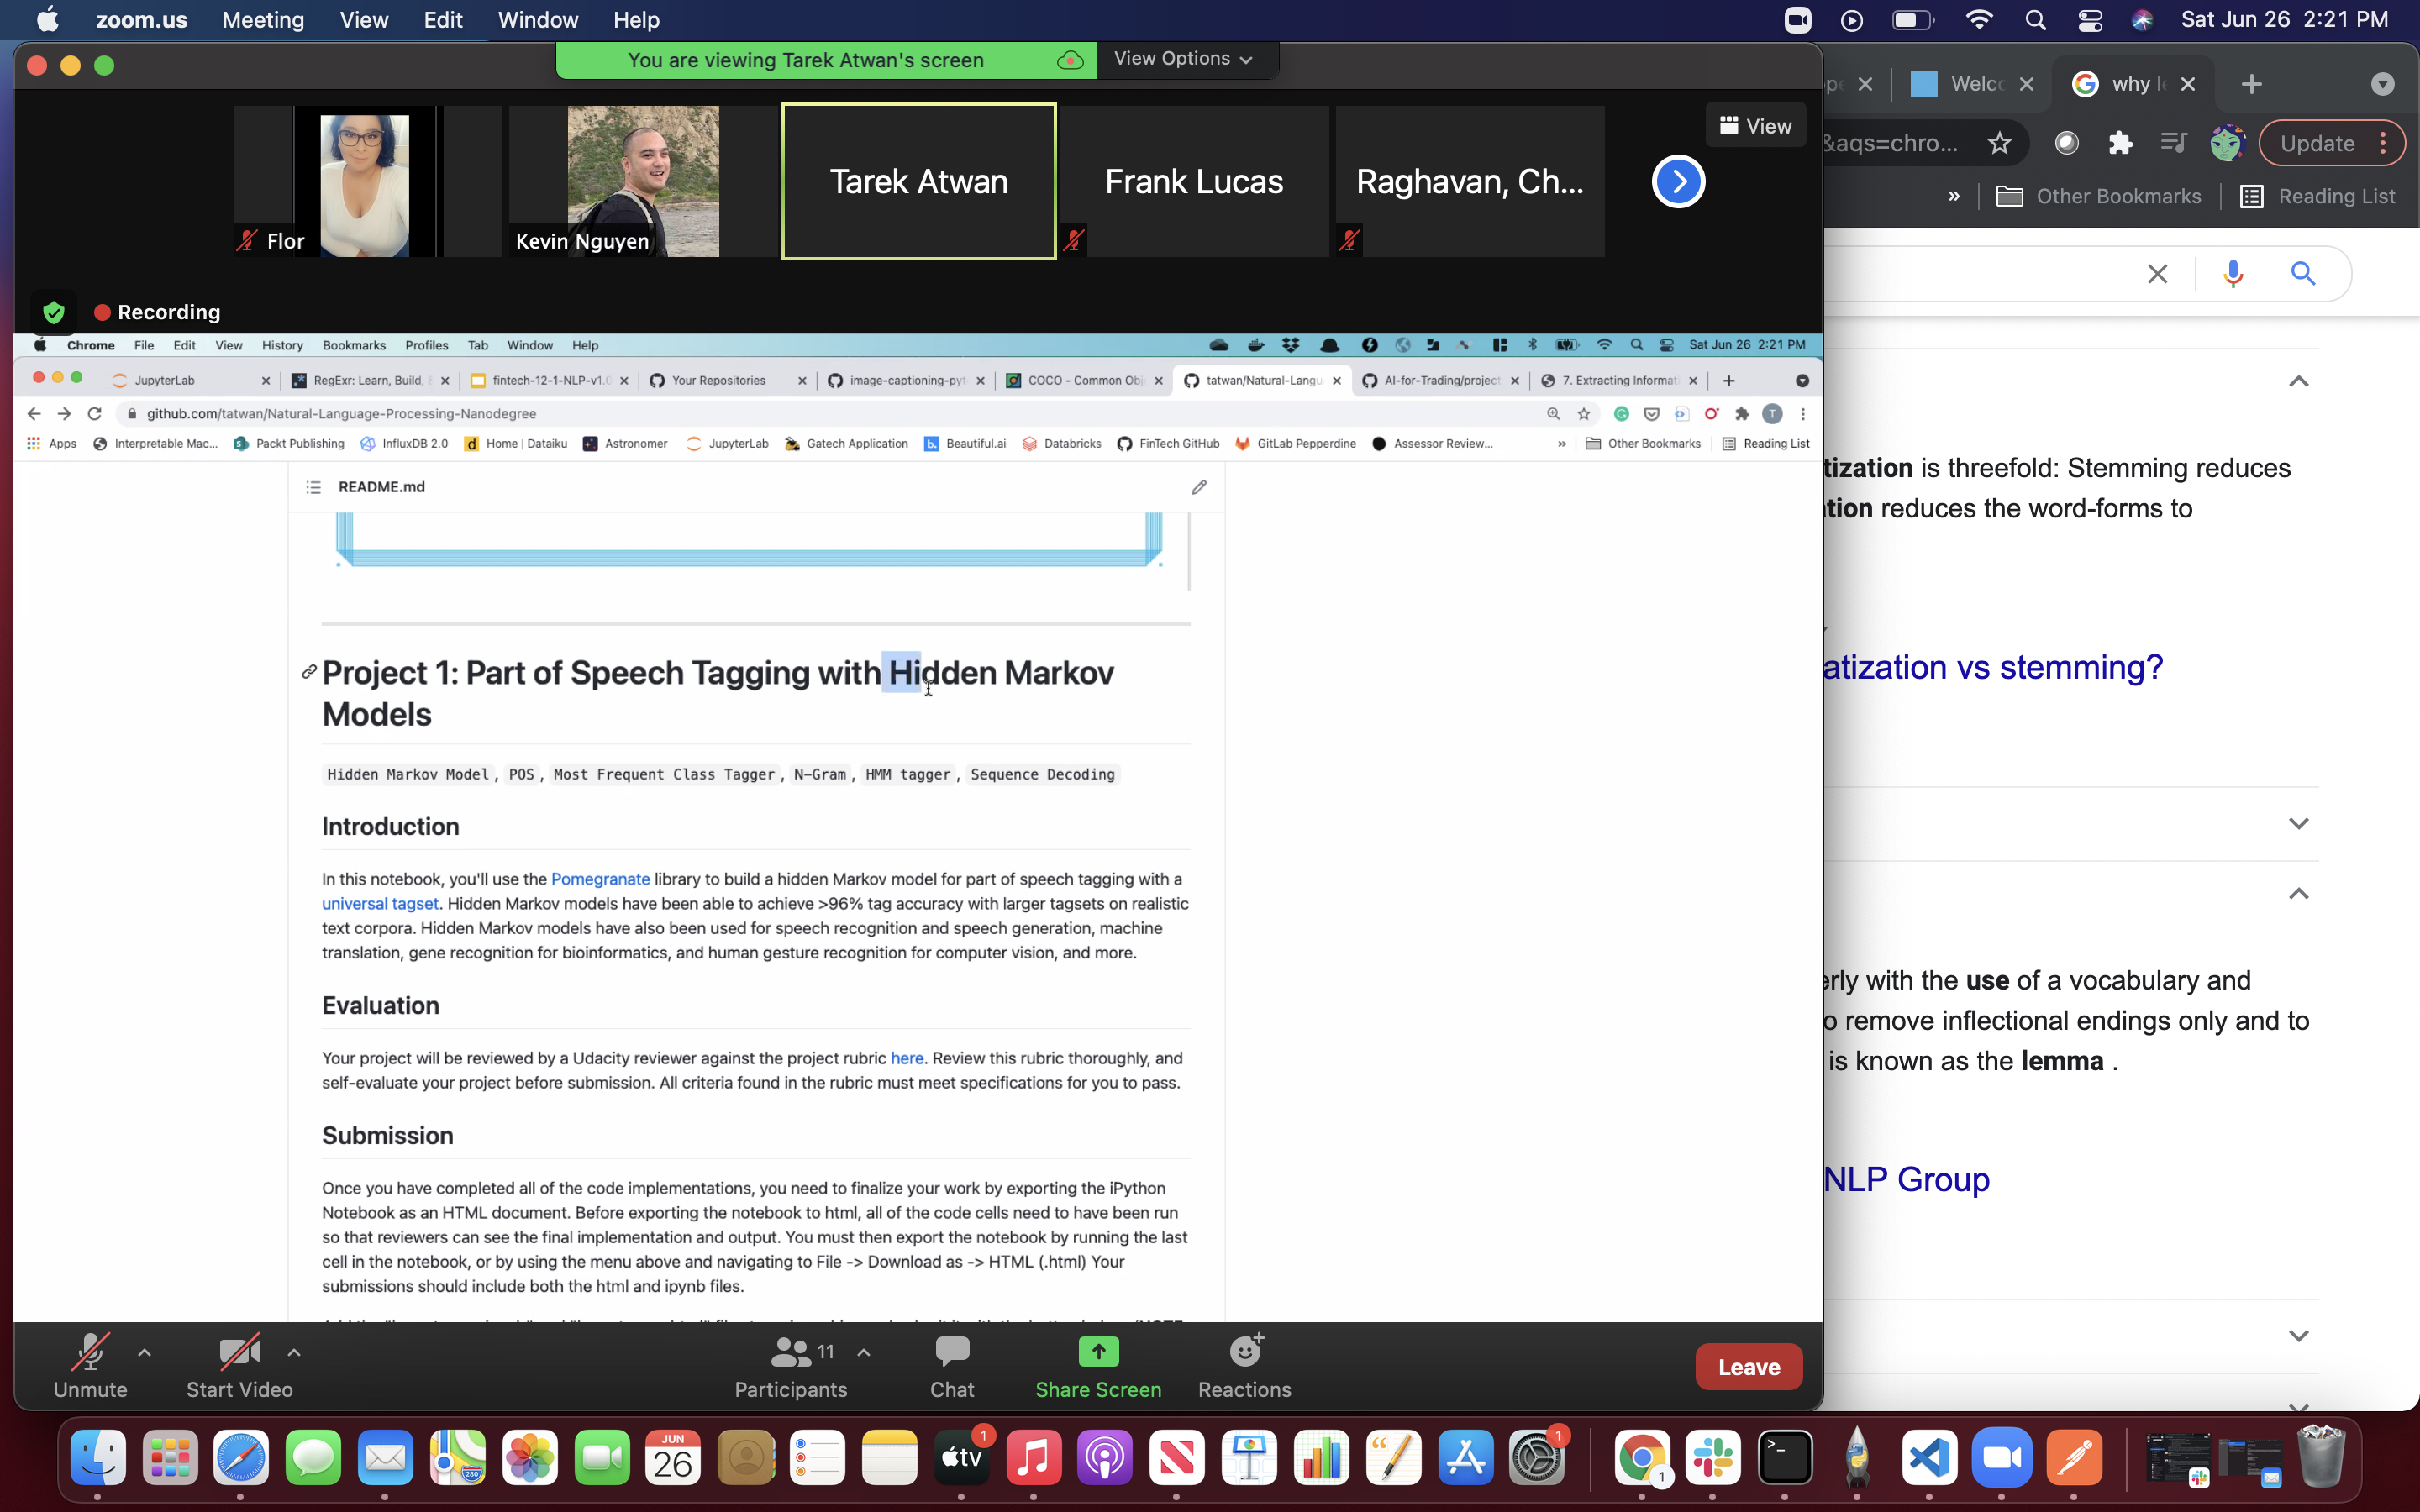 zoom.us Meeting View Edit Window Help Sat Jun 26 2:21 PM
You are viewing Tarek Atwan's screen View Options
Welc why l
View
Tarek Atwan Frank Lucas Raghavan, Ch...
Flor Kevin Nguyen
&aqs=chro... Update
» Other Bookmarks Reading List
Recording
Chrome File Edit View History Bookmarks Profiles Tab Window Help Sat Jun 26 2:21 PM
JupyterLab RegExr: Learn, Build, & fintech-12-1-NLP-v1.0 Your Repositories image-captioning-pyt COCO - Common Obj tatwan/Natural-Langu AI-for-Trading/project 7. Extracting Informat
github.com/tatwan/Natural-Language-Processing-Nanodegree T
Apps Interpretable Mac... Packt Publishing InfluxDB 2.0 Home | Dataiku Astronomer JupyterLab Gatech Application Beautiful.ai Databricks FinTech GitHub GitLab Pepperdine Assessor Review... » Other Bookmarks Reading List
README.md
Project 1: Part of Speech Tagging with Hidden Markov
Models
Hidden Markov Model , POS , Most Frequent Class Tagger , N-Gram , HMM tagger , Sequence Decoding
Introduction
In this notebook, you'll use the Pomegranate library to build a hidden Markov model for part of speech tagging with a
universal tagset. Hidden Markov models have been able to achieve >96% tag accuracy with larger tagsets on realistic
text corpora. Hidden Markov models have also been used for speech recognition and speech generation, machine
translation, gene recognition for bioinformatics, and human gesture recognition for computer vision, and more.
Evaluation
Your project will be reviewed by a Udacity reviewer against the project rubric here. Review this rubric thoroughly, and
self-evaluate your project before submission. All criteria found in the rubric must meet specifications for you to pass.
Submission
Once you have completed all of the code implementations, you need to finalize your work by exporting the iPython
Notebook as an HTML document. Before exporting the notebook to html, all of the code cells need to have been run
so that reviewers can see the final implementation and output. You must then export the notebook by running the last
cell in the notebook, or by using the menu above and navigating to File -> Download as -> HTML (.html) Your
submissions should include both the html and ipynb files.
tization is threefold: Stemming reduces
tion reduces the word-forms to
atization vs stemming?
erly with the use of a vocabulary and
o remove inflectional endings only and to
is known as the lemma .
NLP Group
Unmute Start Video Participants 11 Chat Share Screen Reactions Leave
JUN
26
280
tv
1
1
1